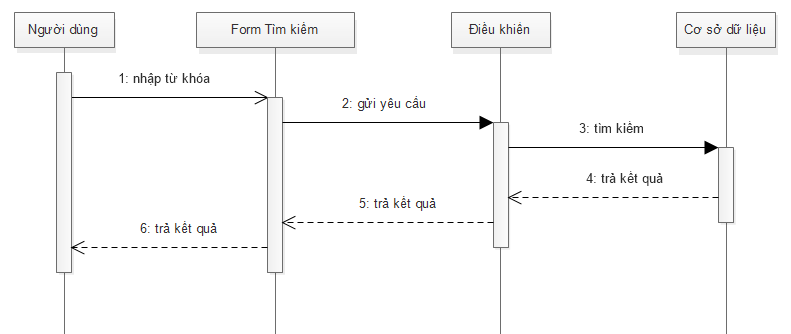 Người dùng
Form Tìm kiếm
Điều khiển
Cơ sở dữ liệu
1: nhập từ khóa
2: gửi yêu cầu
3: tìm kiếm
4: trả kết quả
5: trả kết quả
6: trả kết quả